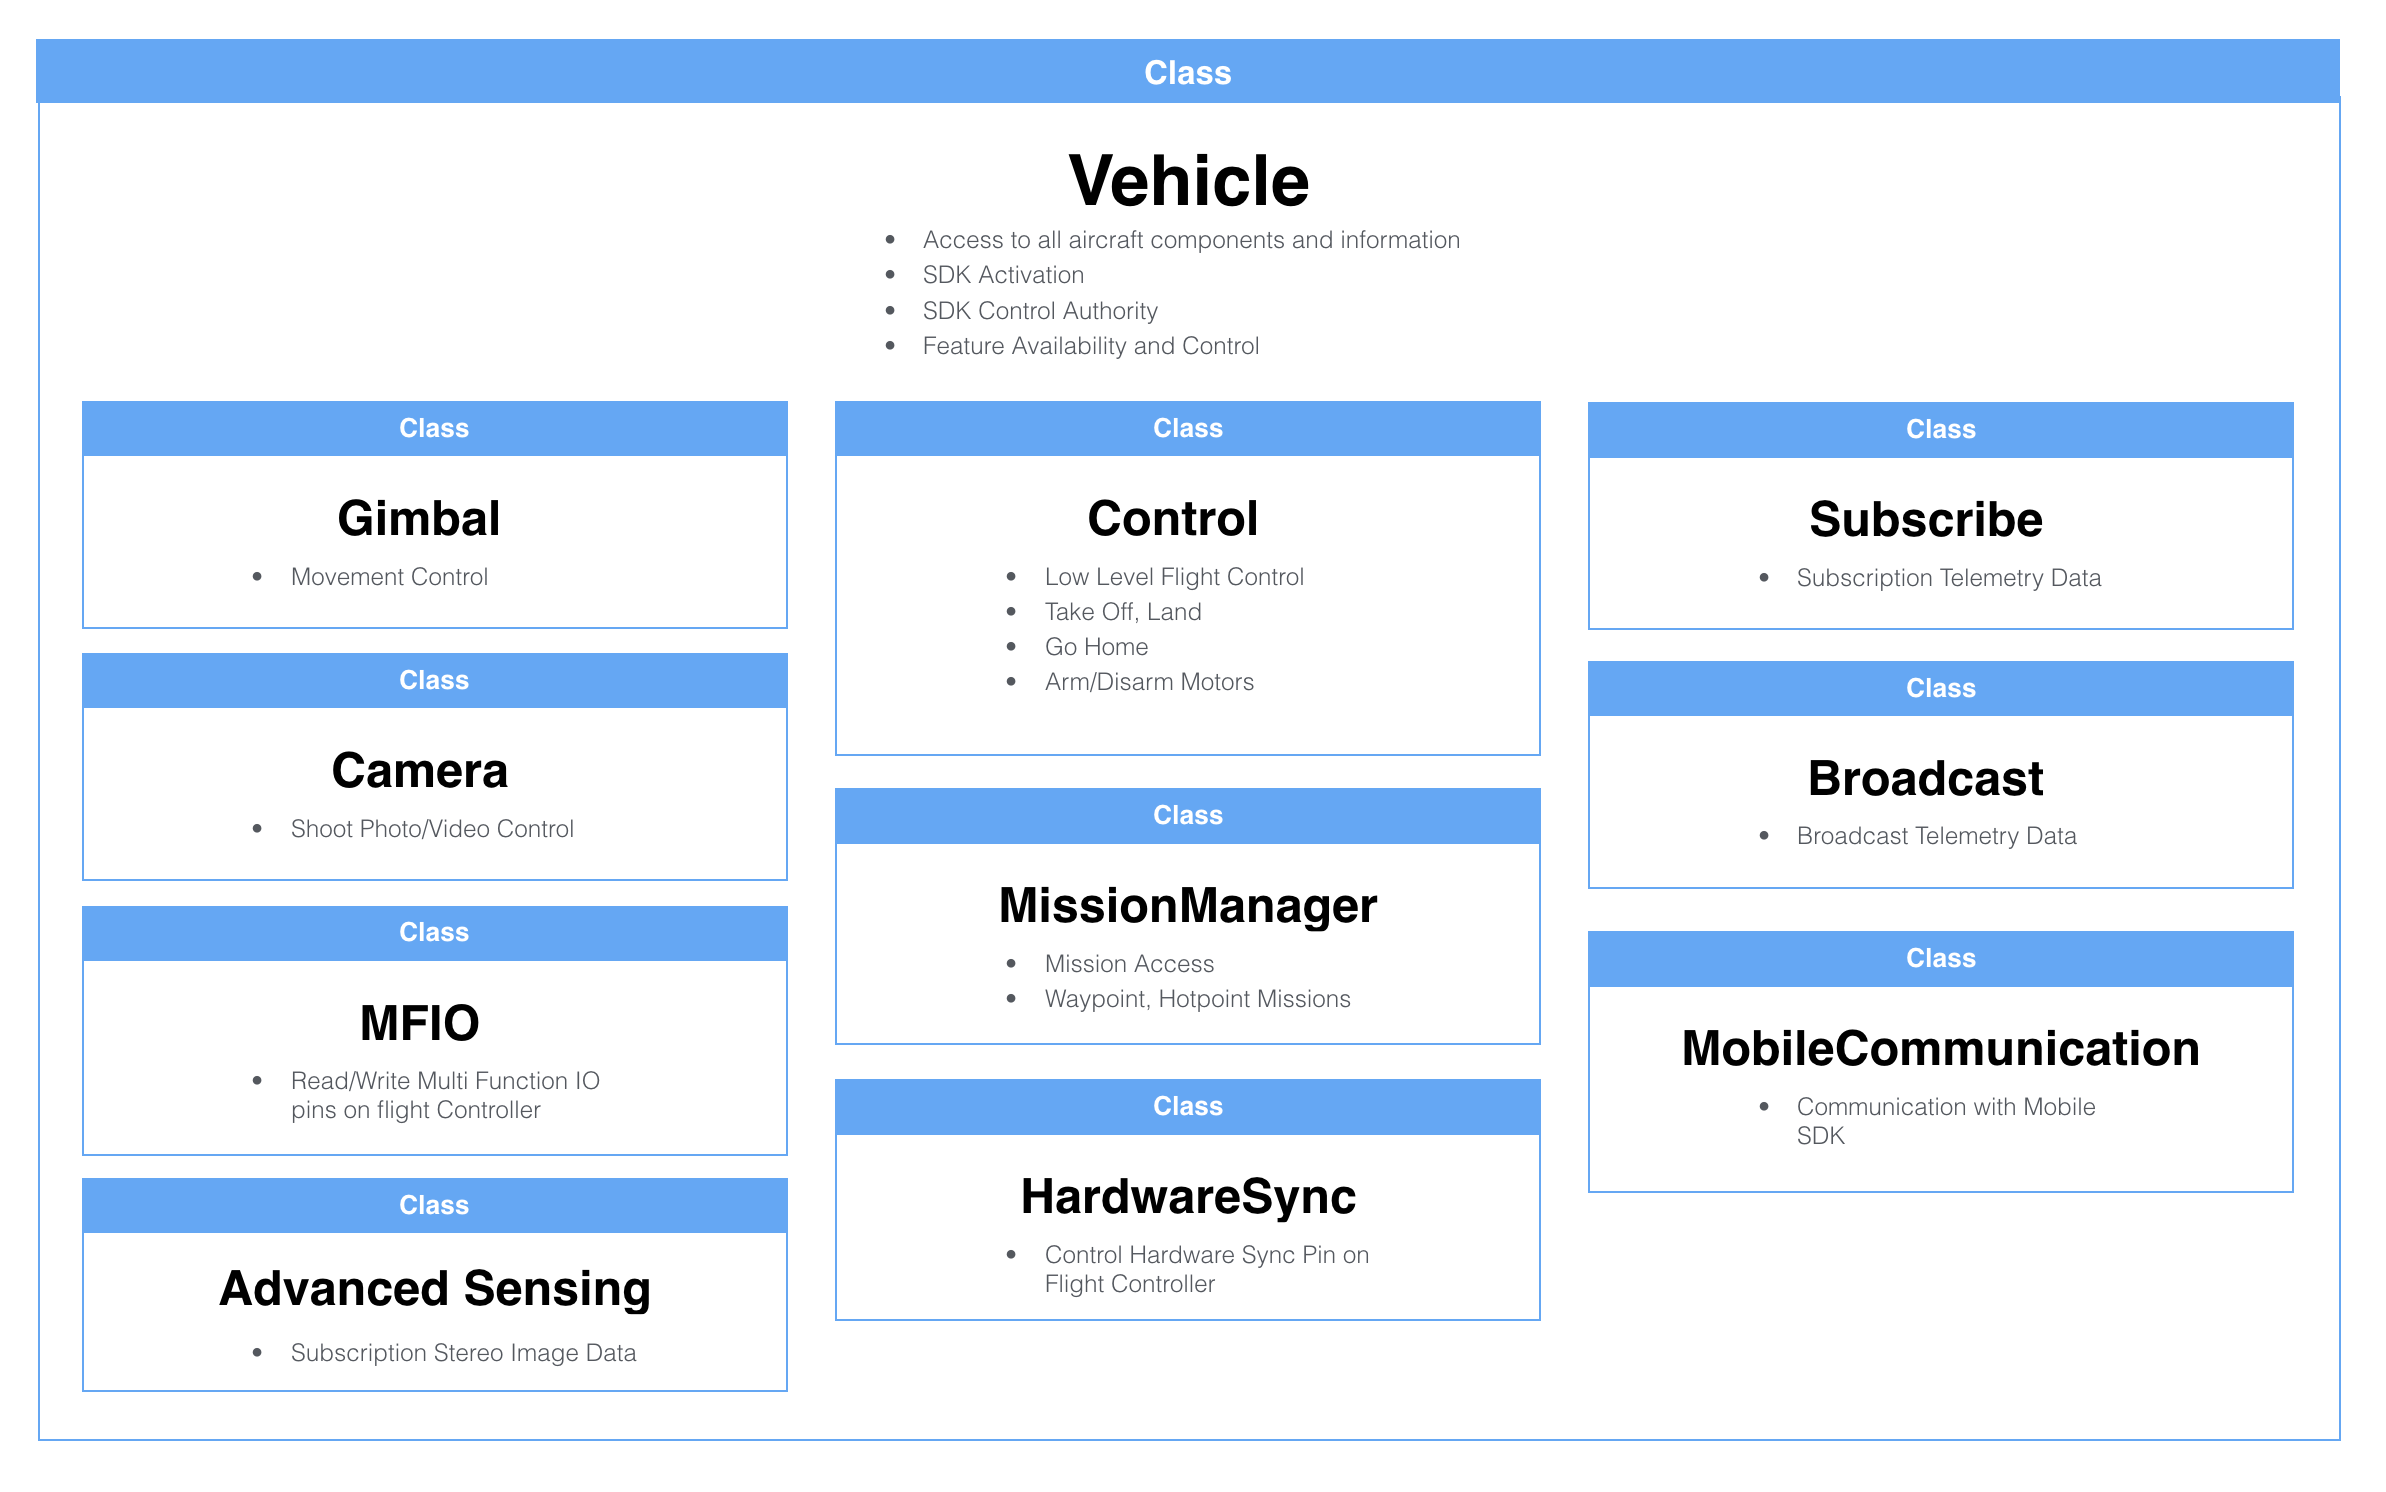 Class
Vehicle
• Access to all aircraft components and information
• SDK Activation
• SDK Control Authority
• Feature Availability and Control
Class
Gimbal
• Movement Control
Class
Camera
• Shoot Photo/Video Control
Class
MFIO
• Read/Write Multi Function IO
pins on flight Controller
Class
Advanced Sensing
• Subscription Stereo Image Data
Class
Control
• Low Level Flight Control
• Take Off, Land
• Go Home
• Arm/Disarm Motors
Class
MissionManager
• Mission Access
• Waypoint, Hotpoint Missions
Class
HardwareSync
• Control Hardware Sync Pin on
Flight Controller
Class
Subscribe
• Subscription Telemetry Data
Class
Broadcast
• Broadcast Telemetry Data
Class
MobileCommunication
• Communication with Mobile
SDK